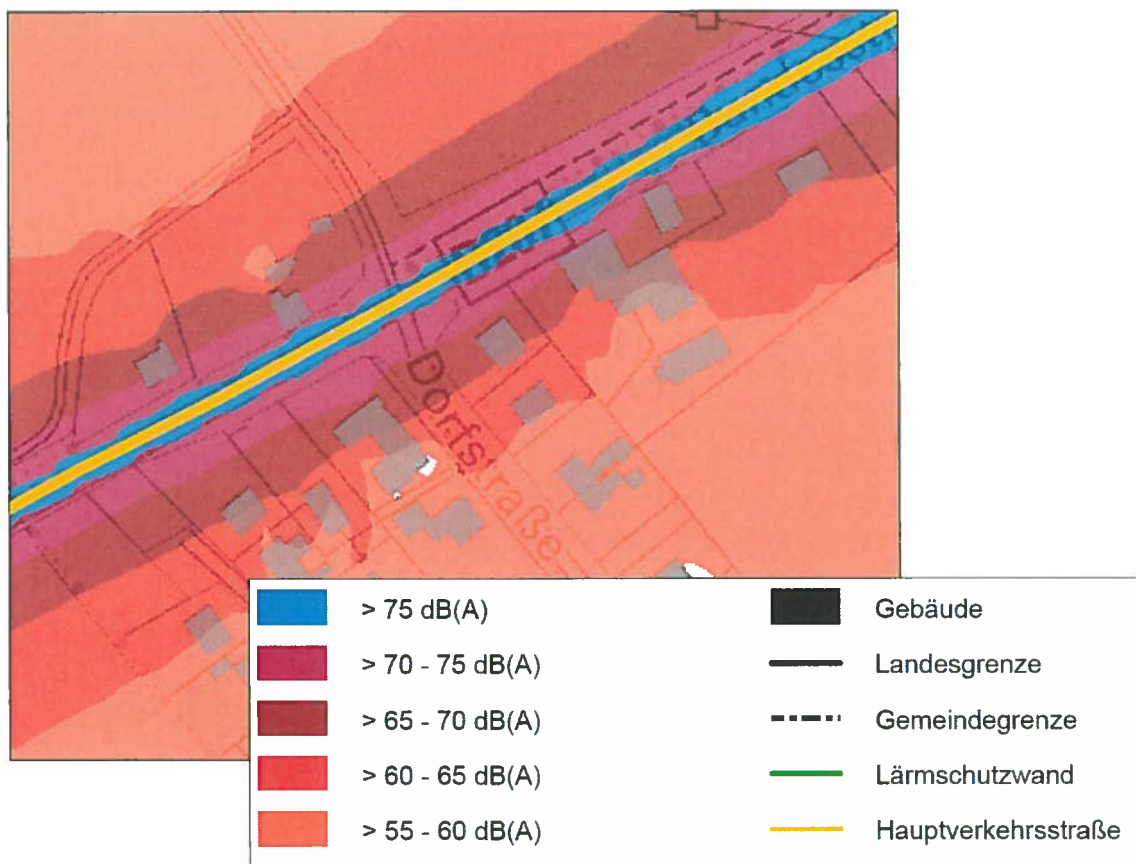 Dorfstraße
> 75 dB(A)
> 70 - 75 dB(A)
> 65 - 70 dB(A)
> 60 - 65 dB(A)
> 55 - 60 dB(A)
Gebäude
Landesgrenze
Gemeindegrenze
Lärmschutzwand
Hauptverkehrsstraße